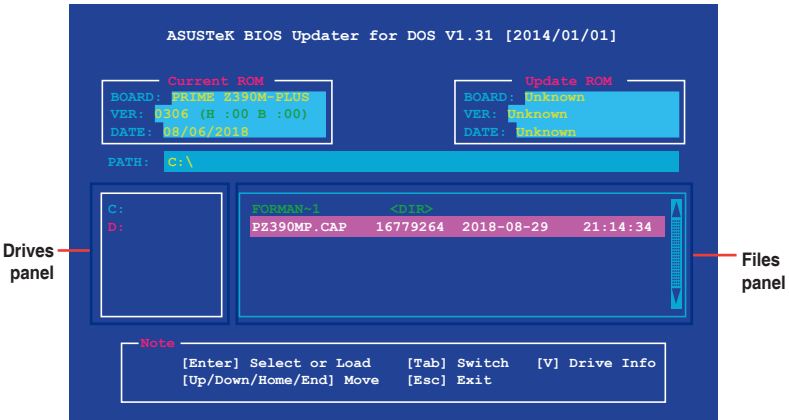 ASUSTeK BIOS Updater for DOS V1.31 [2014/01/01]
Current ROM
BOARD: PRIME Z390M-PLUS
VER: 0306 (H :00 B :00)
DATE: 08/06/2018
Update ROM
BOARD: Unknown
VER: Unknown
DATE: Unknown
PATH: C:\
C:
D:
FORMAN~1 <DIR>
PZ390MP.CAP 16779264 2018-08-29 21:14:34
Drives
panel
Files
panel
Note
[Enter] Select or Load [Tab] Switch [V] Drive Info
[Up/Down/Home/End] Move [Esc] Exit